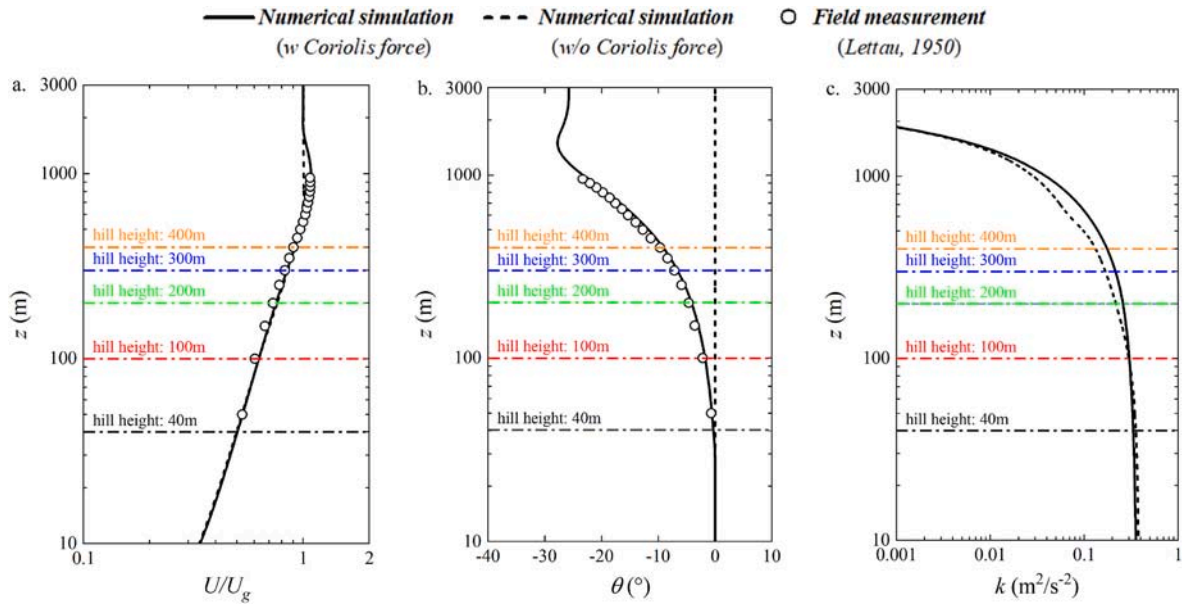 Numerical simulation Numerical simulation Field measurement
(w Coriolis force) (w/o Coriolis force) (Lettau, 1950)
a.
3000
1000
100
10
z (m)
hill height: 400m
hill height: 300m
hill height: 200m
hill height: 100m
hill height: 40m
0.1 1 2
U/Ug
b.
3000
1000
100
10
z (m)
hill height: 400m
hill height: 300m
hill height: 200m
hill height: 100m
hill height: 40m
-40 -30 -20 -10 0 10
θ (°)
c.
3000
1000
100
10
z (m)
hill height: 400m
hill height: 300m
hill height: 200m
hill height: 100m
hill height: 40m
0.001 0.01 0.1 1
k (m²/s⁻²)